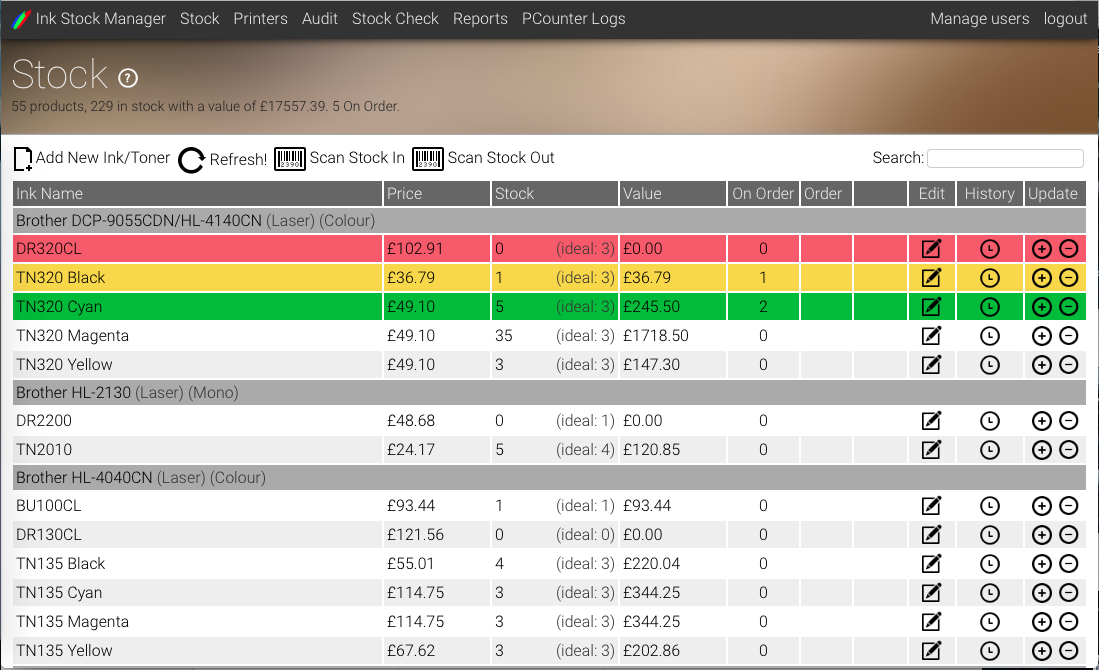 Ink Stock Manager Stock Printers Audit Stock Check Reports PCounter Logs Manage users logout
Stock ?
55 products, 229 in stock with a value of £17557.39. 5 On Order.
Add New Ink/Toner Refresh! 2390 Scan Stock In 2390 Scan Stock Out Search:
Ink Name Price Stock Value On Order Order Edit History Update
Brother DCP-9055CDN/HL-4140CN (Laser) (Colour)
DR320CL £102.91 0 (ideal: 3) £0.00 0
TN320 Black £36.79 1 (ideal: 3) £36.79 1
TN320 Cyan £49.10 5 (ideal: 3) £245.50 2
TN320 Magenta £49.10 35 (ideal: 3) £1718.50 0
TN320 Yellow £49.10 3 (ideal: 3) £147.30 0
Brother HL-2130 (Laser) (Mono)
DR2200 £48.68 0 (ideal: 1) £0.00 0
TN2010 £24.17 5 (ideal: 4) £120.85 0
Brother HL-4040CN (Laser) (Colour)
BU100CL £93.44 1 (ideal: 1) £93.44 0
DR130CL £121.56 0 (ideal: 0) £0.00 0
TN135 Black £55.01 4 (ideal: 3) £220.04 0
TN135 Cyan £114.75 3 (ideal: 3) £344.25 0
TN135 Magenta £114.75 3 (ideal: 3) £344.25 0
TN135 Yellow £67.62 3 (ideal: 3) £202.86 0